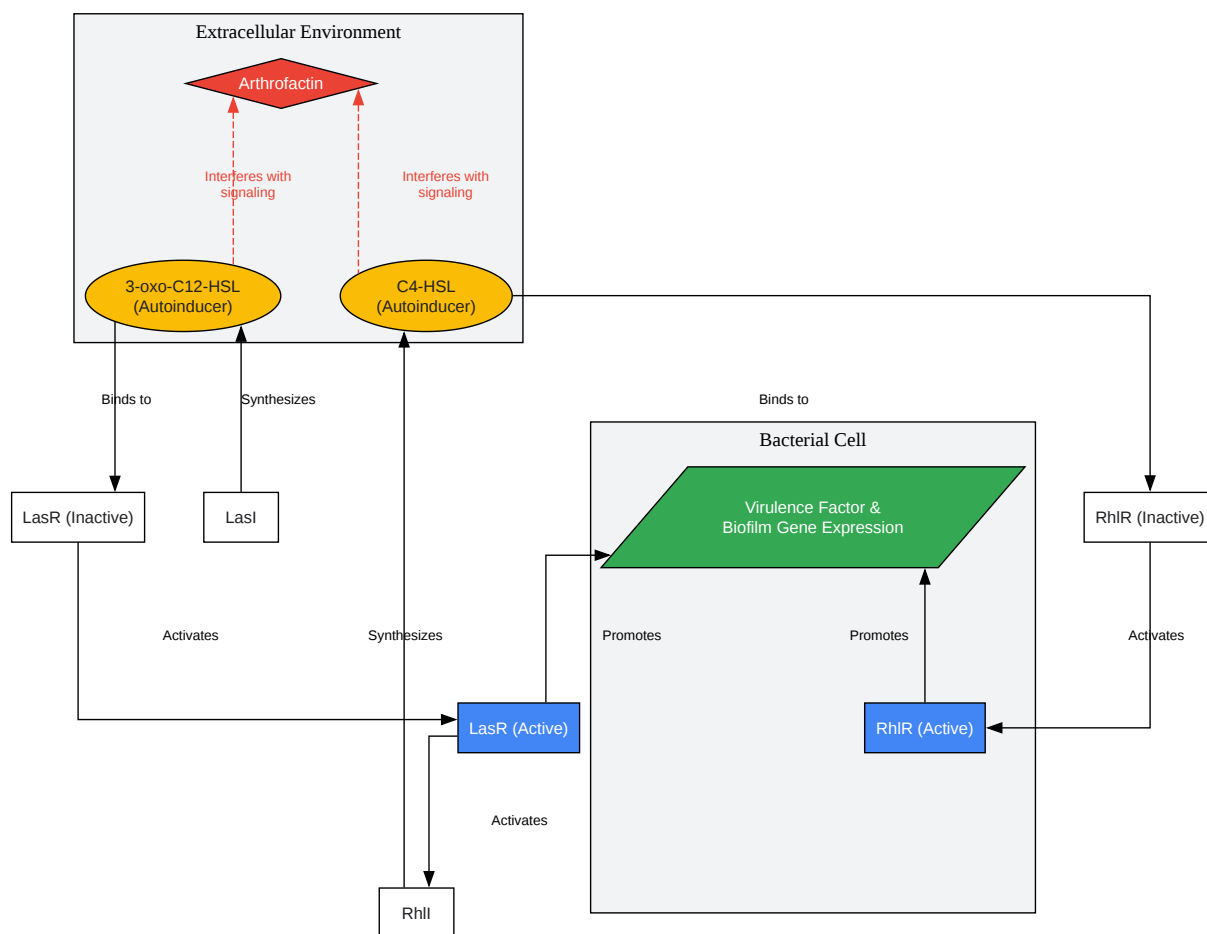 Extracellular Environment
Arthrofactin
Interferes with
signaling
Interferes with
signaling
3-oxo-C12-HSL
(Autoinducer)
C4-HSL
(Autoinducer)
Binds to
Synthesizes
Binds to
Bacterial Cell
LasR (Inactive)
LasI
Virulence Factor &
Biofilm Gene Expression
RhlR (Inactive)
Activates
Synthesizes
Promotes
Promotes
Activates
LasR (Active)
RhlR (Active)
Activates
RhlI